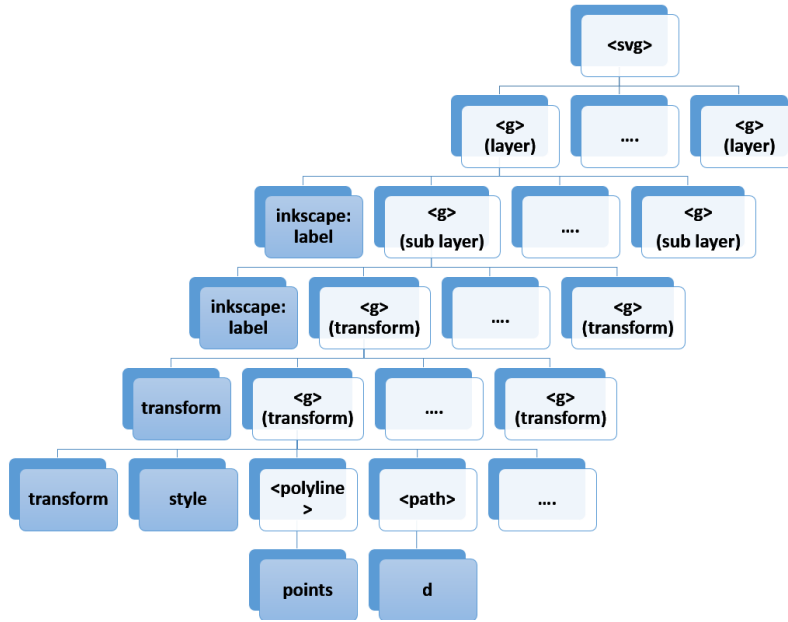 <svg>
<g>
(layer)
....
<g>
(layer)
inkscape:
label
<g>
(sub layer)
....
<g>
(sub layer)
inkscape:
label
<g>
(transform)
....
<g>
(transform)
transform
<g>
(transform)
....
<g>
(transform)
transform
style
<polyline
>
<path>
....
points
d